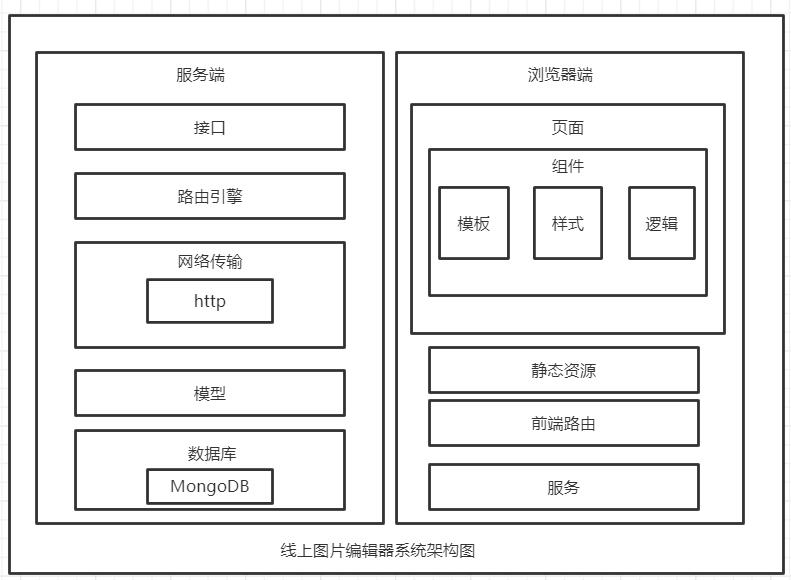 服务端
接口
路由引擎
网络传输
http
模型
数据库
MongoDB
浏览器端
页面
组件
模板
样式
逻辑
静态资源
前端路由
服务
线上图片编辑器系统架构图